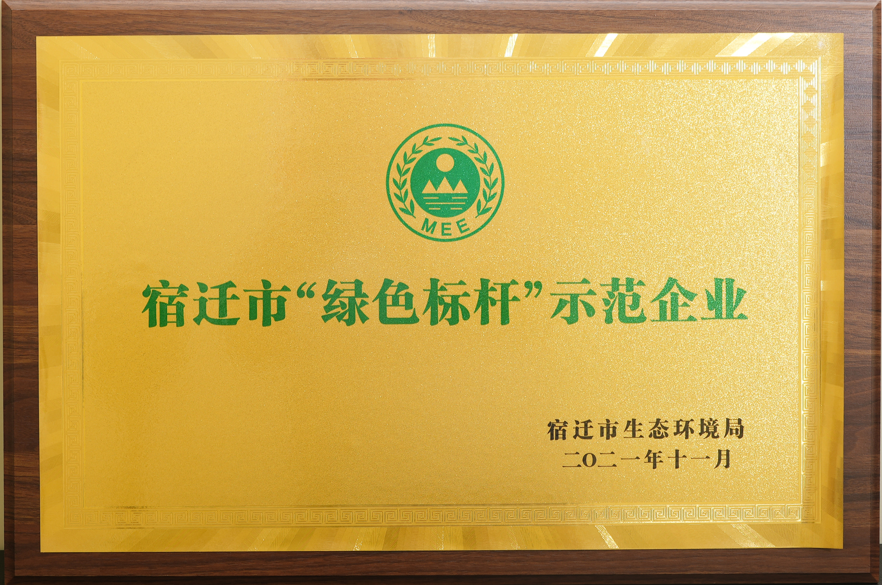 MEE
宿迁市“绿色标杆”示范企业
宿迁市生态环境局
二O二一年十一月